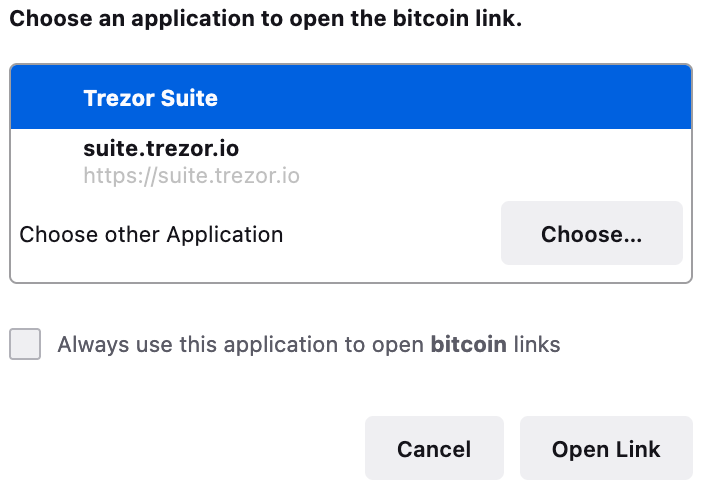 Choose an application to open the bitcoin link.
Trezor Suite
suite.trezor.io
https://suite.trezor.io
Choose other Application
Choose...
Always use this application to open bitcoin links
Cancel
Open Link